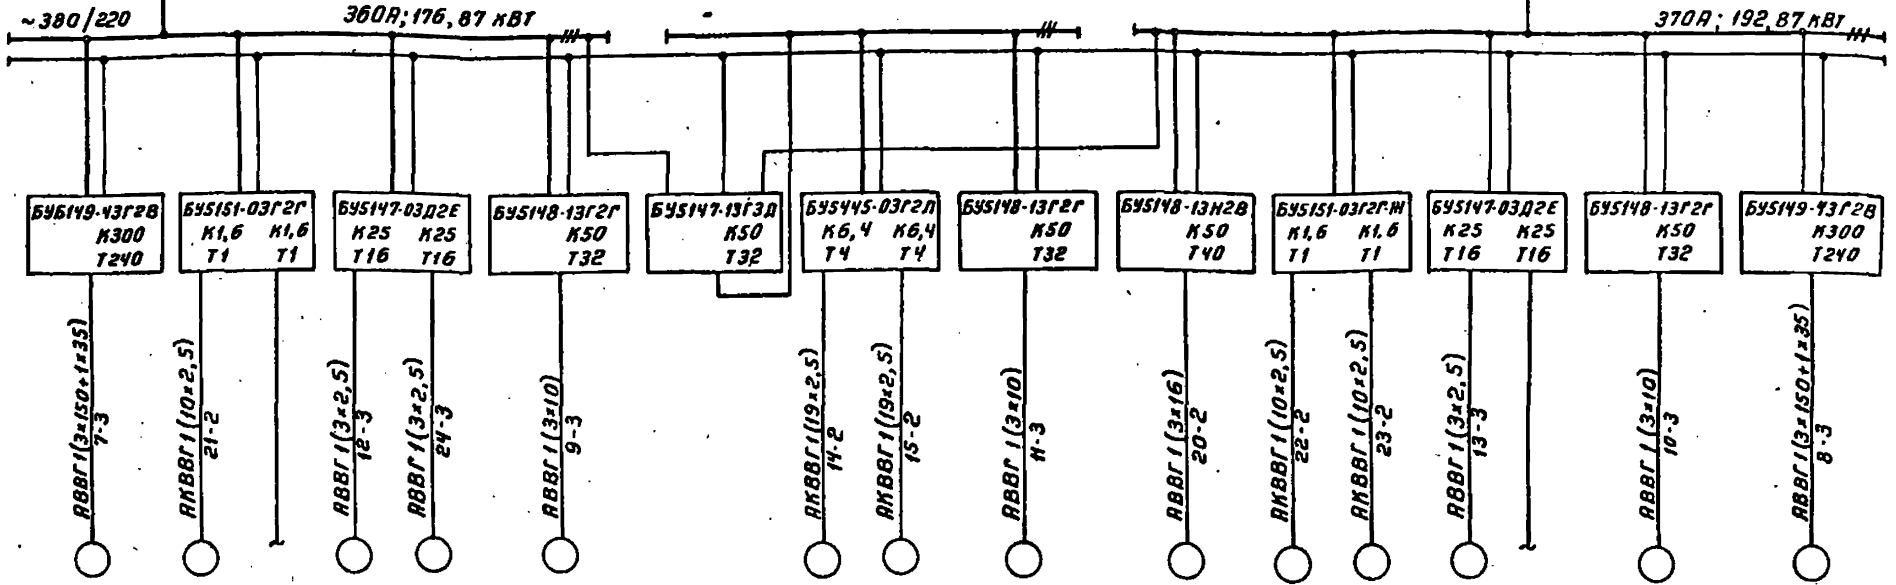 ~380/220
360А; 176,87 кВт
370А; 192,87 кВт
БУ5149-43Г2В
К300
Т240
БУ5151-03Г2Г
К1,6 К1,6
Т1 Т1
БУ5147-03Д2Е
К25 К25
Т16 Т16
БУ5148-13Г2Г
К50
Т32
БУ5147-13Г3Д
К50
Т32
БУ5445-03Г2Л
К6,4 К6,4
Т4 Т4
БУ5148-13Г2Г
К50
Т32
БУ5148-13Н2В
К50
Т40
БУ5151-03Г2Г-Ж
К1,6 К1,6
Т1 Т1
БУ5147-03Д2Е
К25 К25
Т16 Т16
БУ5148-13Г2Г
К50
Т32
БУ5149-43Г2В
К300
Т240
АВВГ1(3×150+1×35)
7-3
АКВВГ1(10×2,5)
21-2
АВВГ1(3×2,5)
12-3
АВВГ1(3×2,5)
24-3
АВВГ1(3×10)
9-3
АКВВГ1(19×2,5)
14-2
АКВВГ1(19×2,5)
15-2
АВВГ1(3×10)
11-3
АВВГ1(3×16)
20-2
АКВВГ1(10×2,5)
22-2
АКВВГ1(10×2,5)
23-2
АВВГ1(3×2,5)
13-3
АВВГ1(3×10)
10-3
АВВГ1(3×150+1×35)
8-3